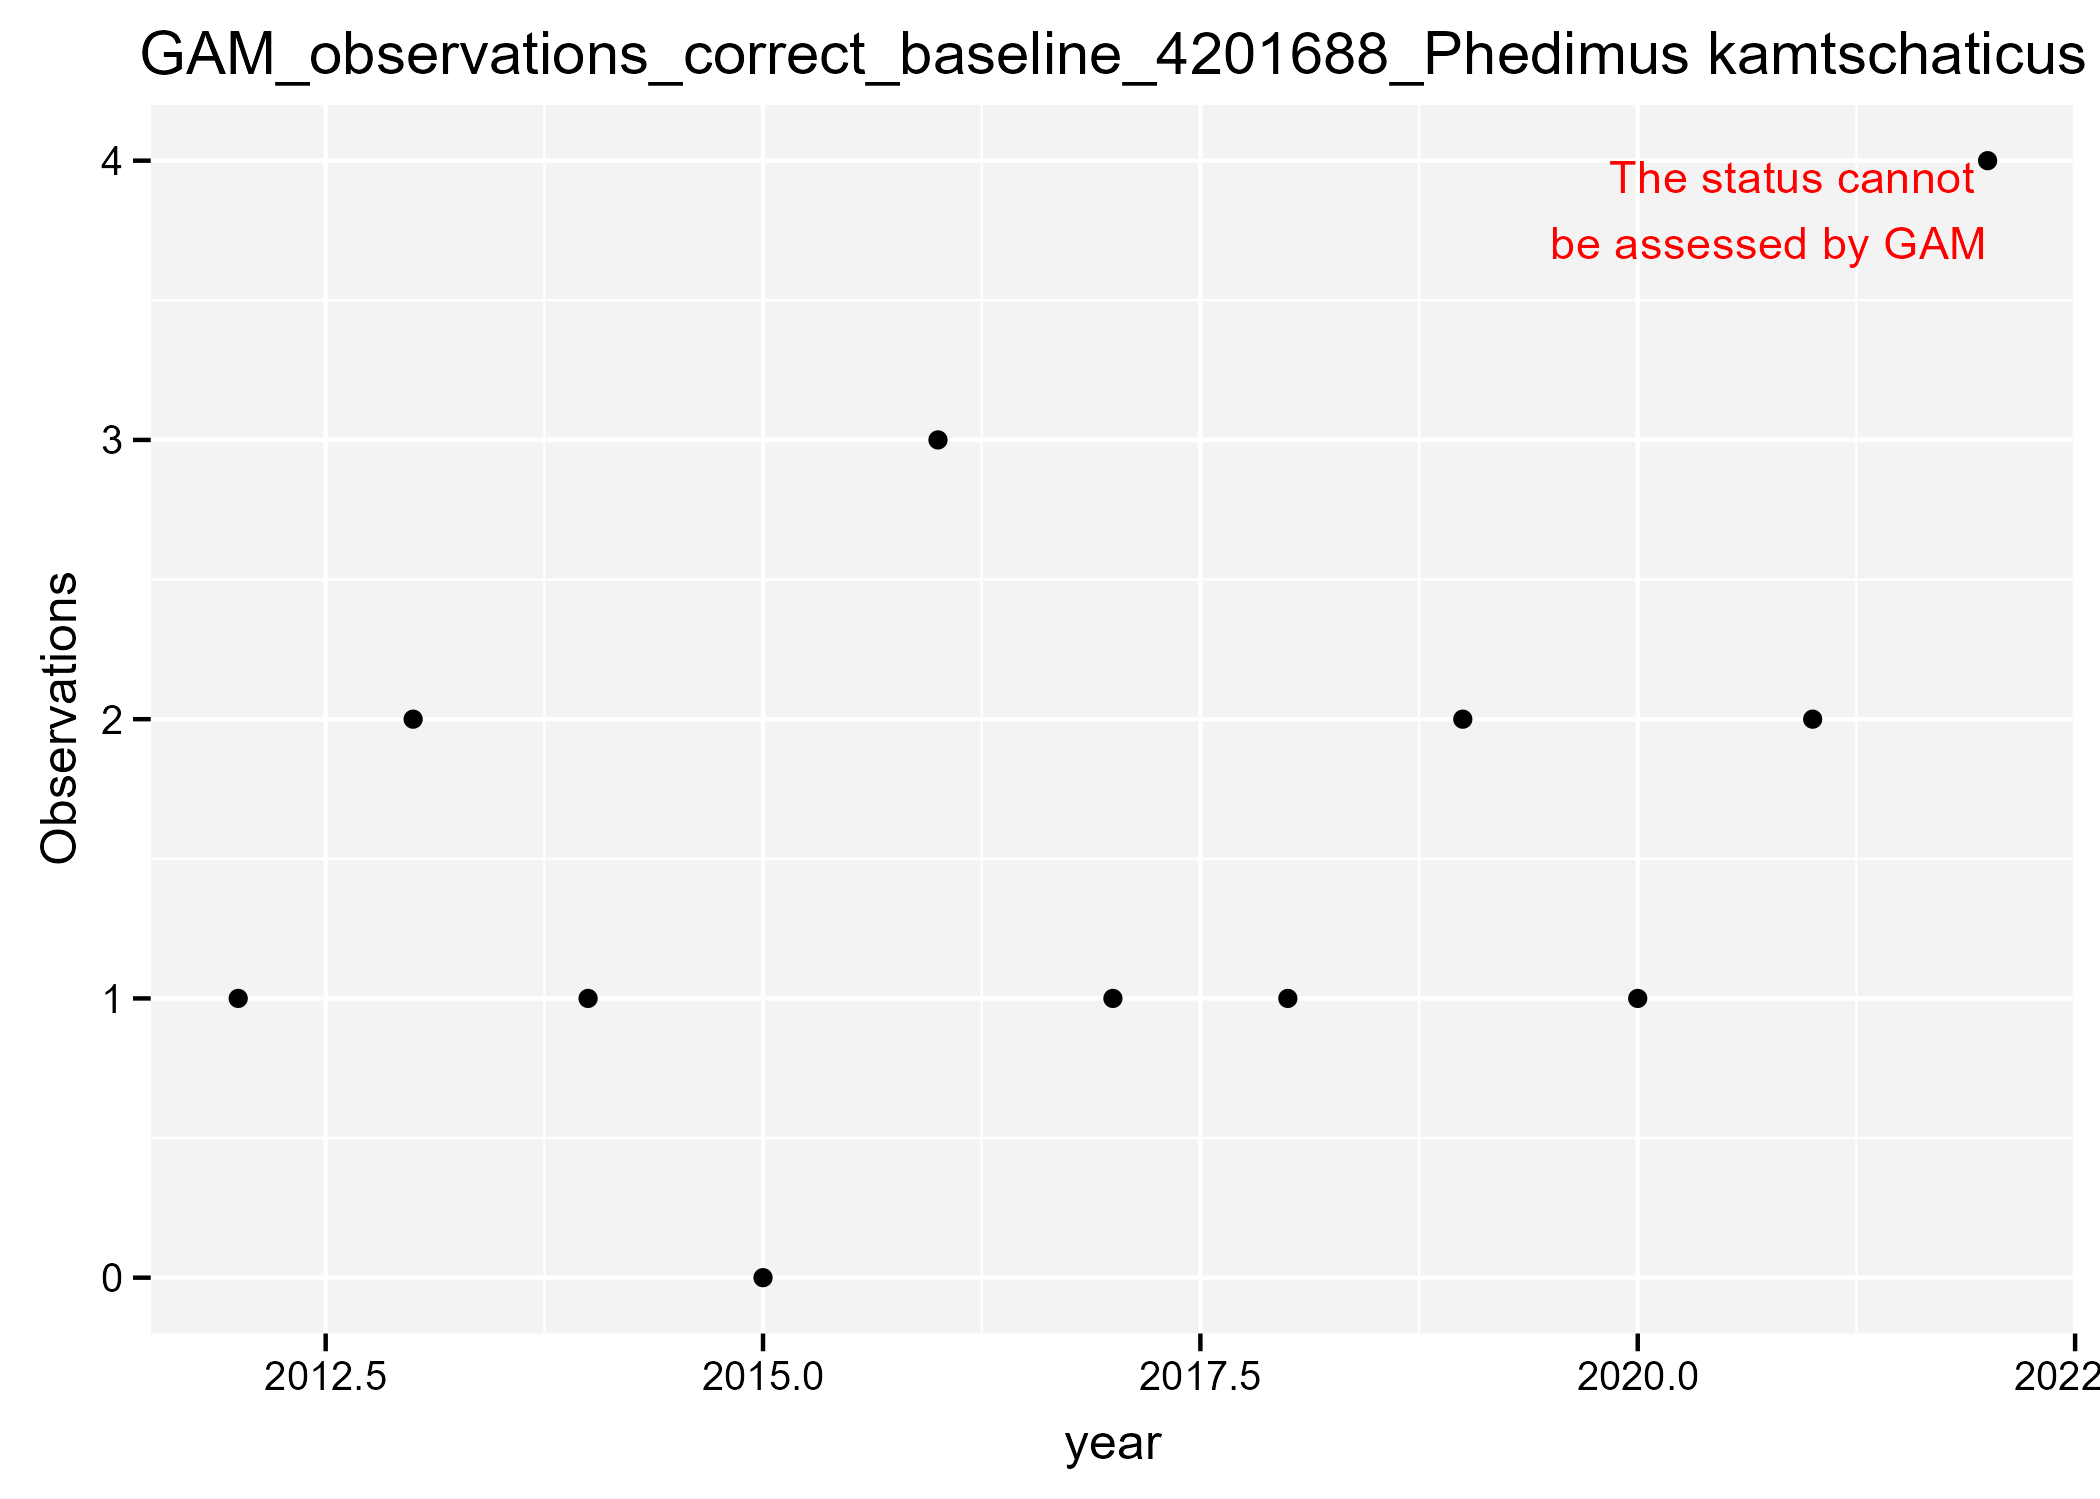 GAM_observations_correct_baseline_4201688_Phedimus kamtschaticus
4
The status cannot
be assessed by GAM
3
2
1
0
Observations
2012.5
2015.0
2017.5
2020.0
2022
year